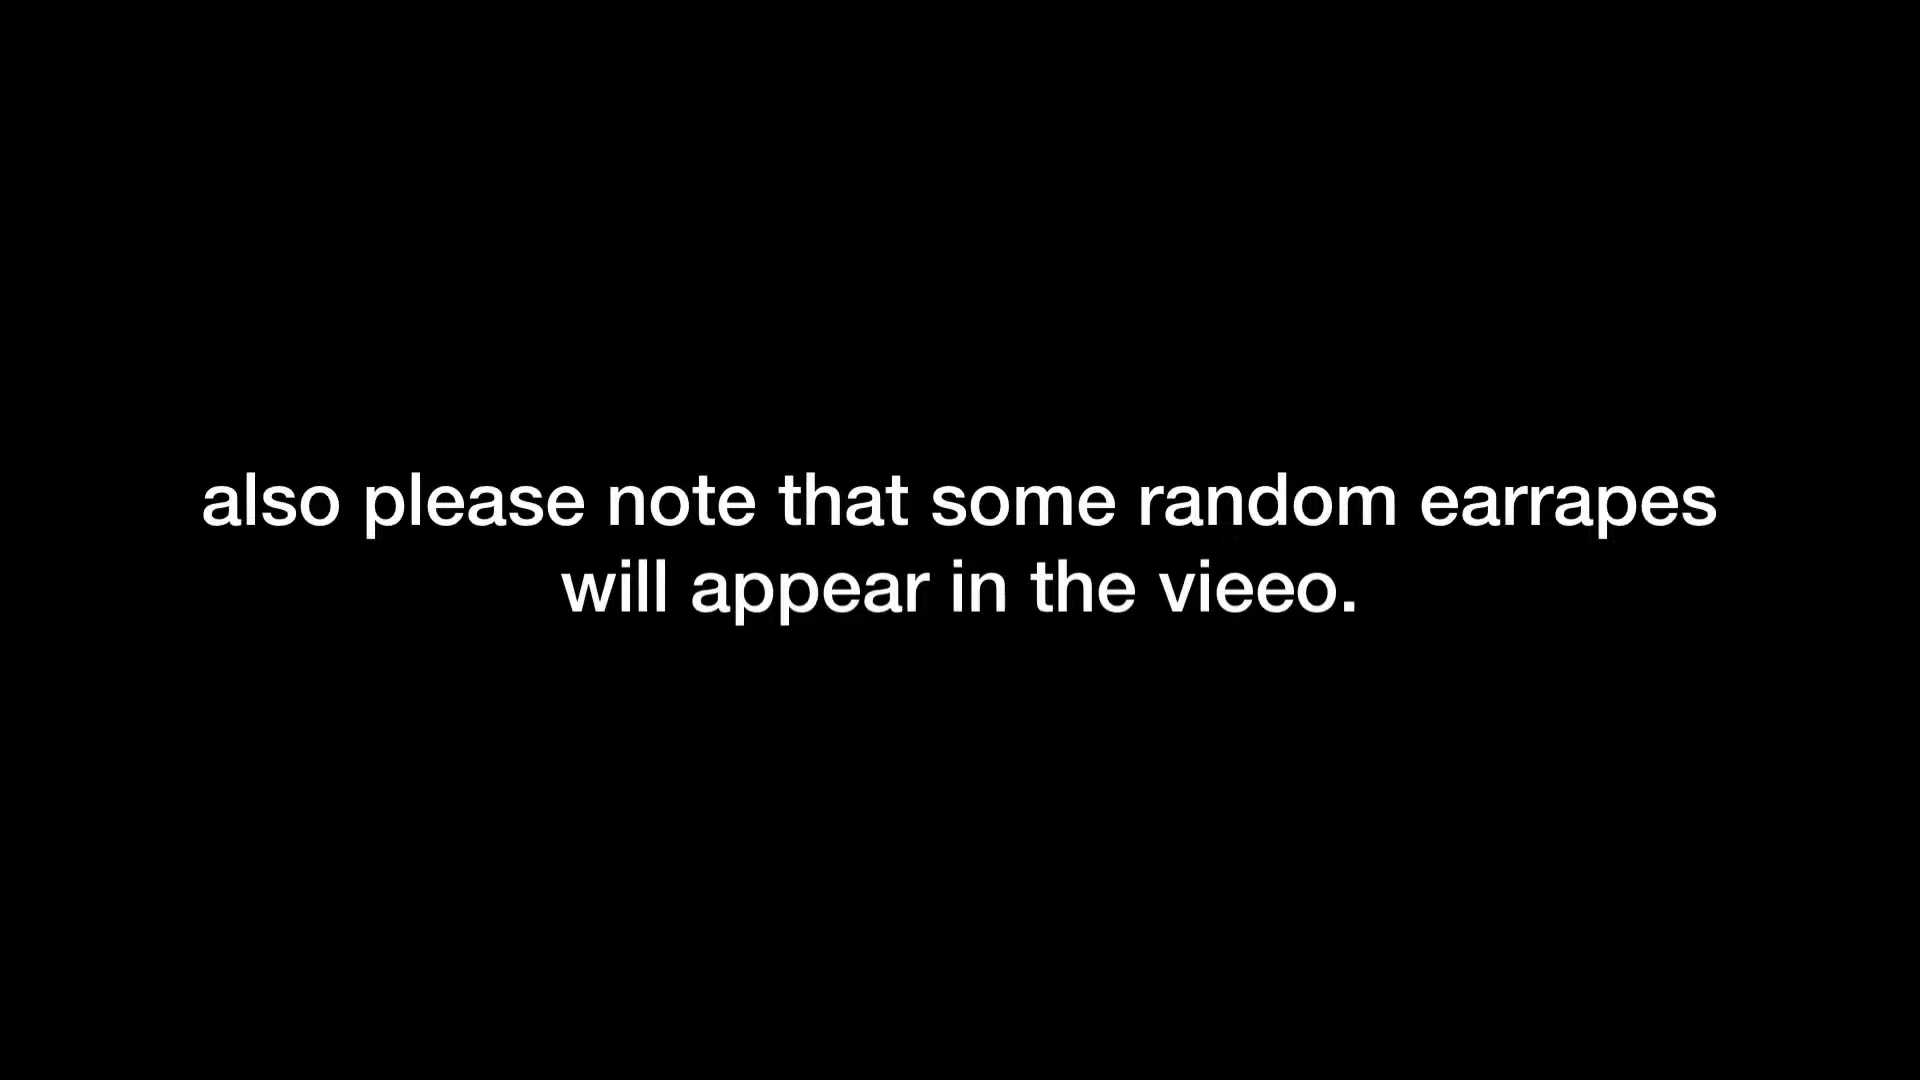 also please note that some random earrapes
will appear in the vieeo.